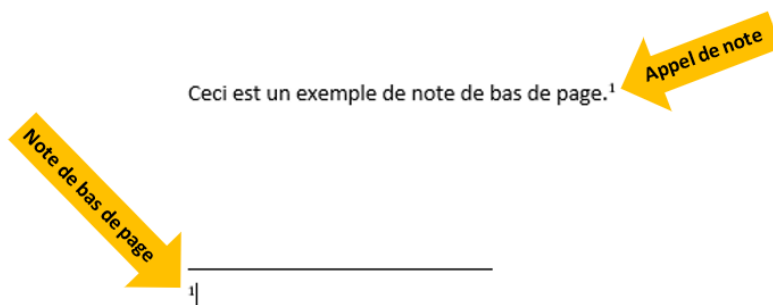 Appel de note
Ceci est un exemple de note de bas de page.¹
Note de bas de page
¹